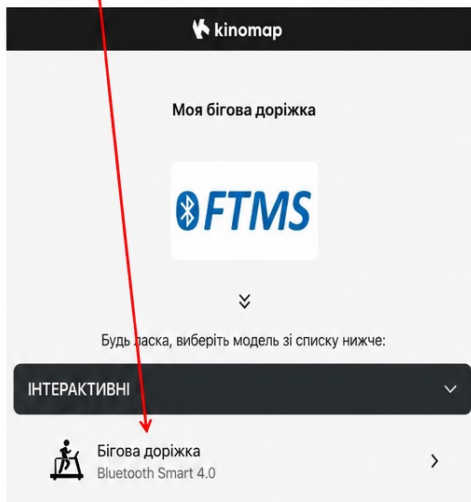 kinomap
Моя бігова доріжка
FTMS
Будь ласка, виберіть модель зі списку нижче:
ІНТЕРАКТИВНІ
Бігова доріжка
Bluetooth Smart 4.0